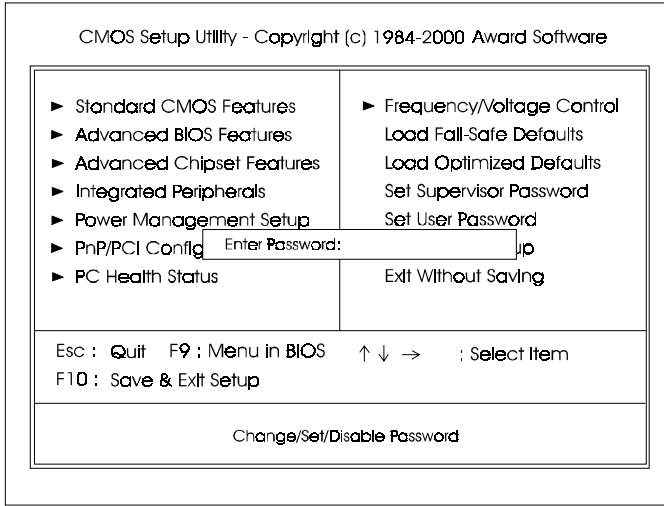 CMOS Setup Utility - Copyright (c) 1984-2000 Award Software
► Standard CMOS Features
► Advanced BIOS Features
► Advanced Chipset Features
► Integrated Peripherals
► Power Management Setup
► PnP/PCI Config
► PC Health Status
► Frequency/Voltage Control
Load Fail-Safe Defaults
Load Optimized Defaults
Set Supervisor Password
Set User Password
up
Exit Without Saving
Enter Password:
Esc : Quit F9 : Menu in BIOS ↑ ↓ → : Select Item
F10 : Save & Exit Setup
Change/Set/Disable Password